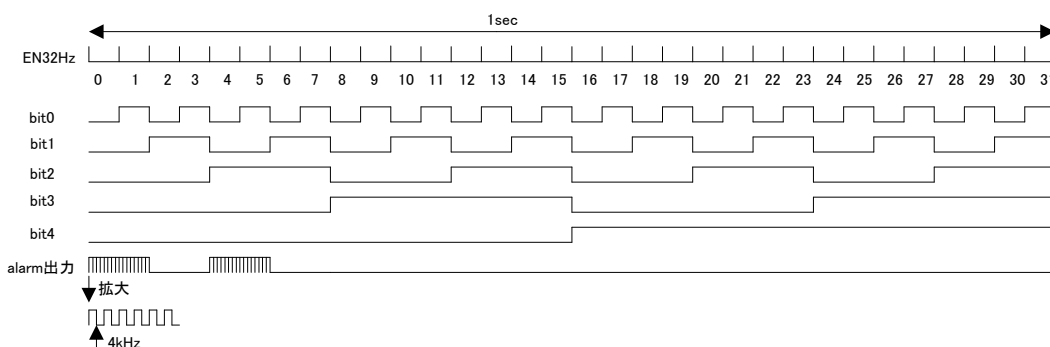 1sec
EN32Hz
0 1 2 3 4 5 6 7 8 9 10 11 12 13 14 15 16 17 18 19 20 21 22 23 24 25 26 27 28 29 30 31
bit0
bit1
bit2
bit3
bit4
alarm出力
拡大
4kHz